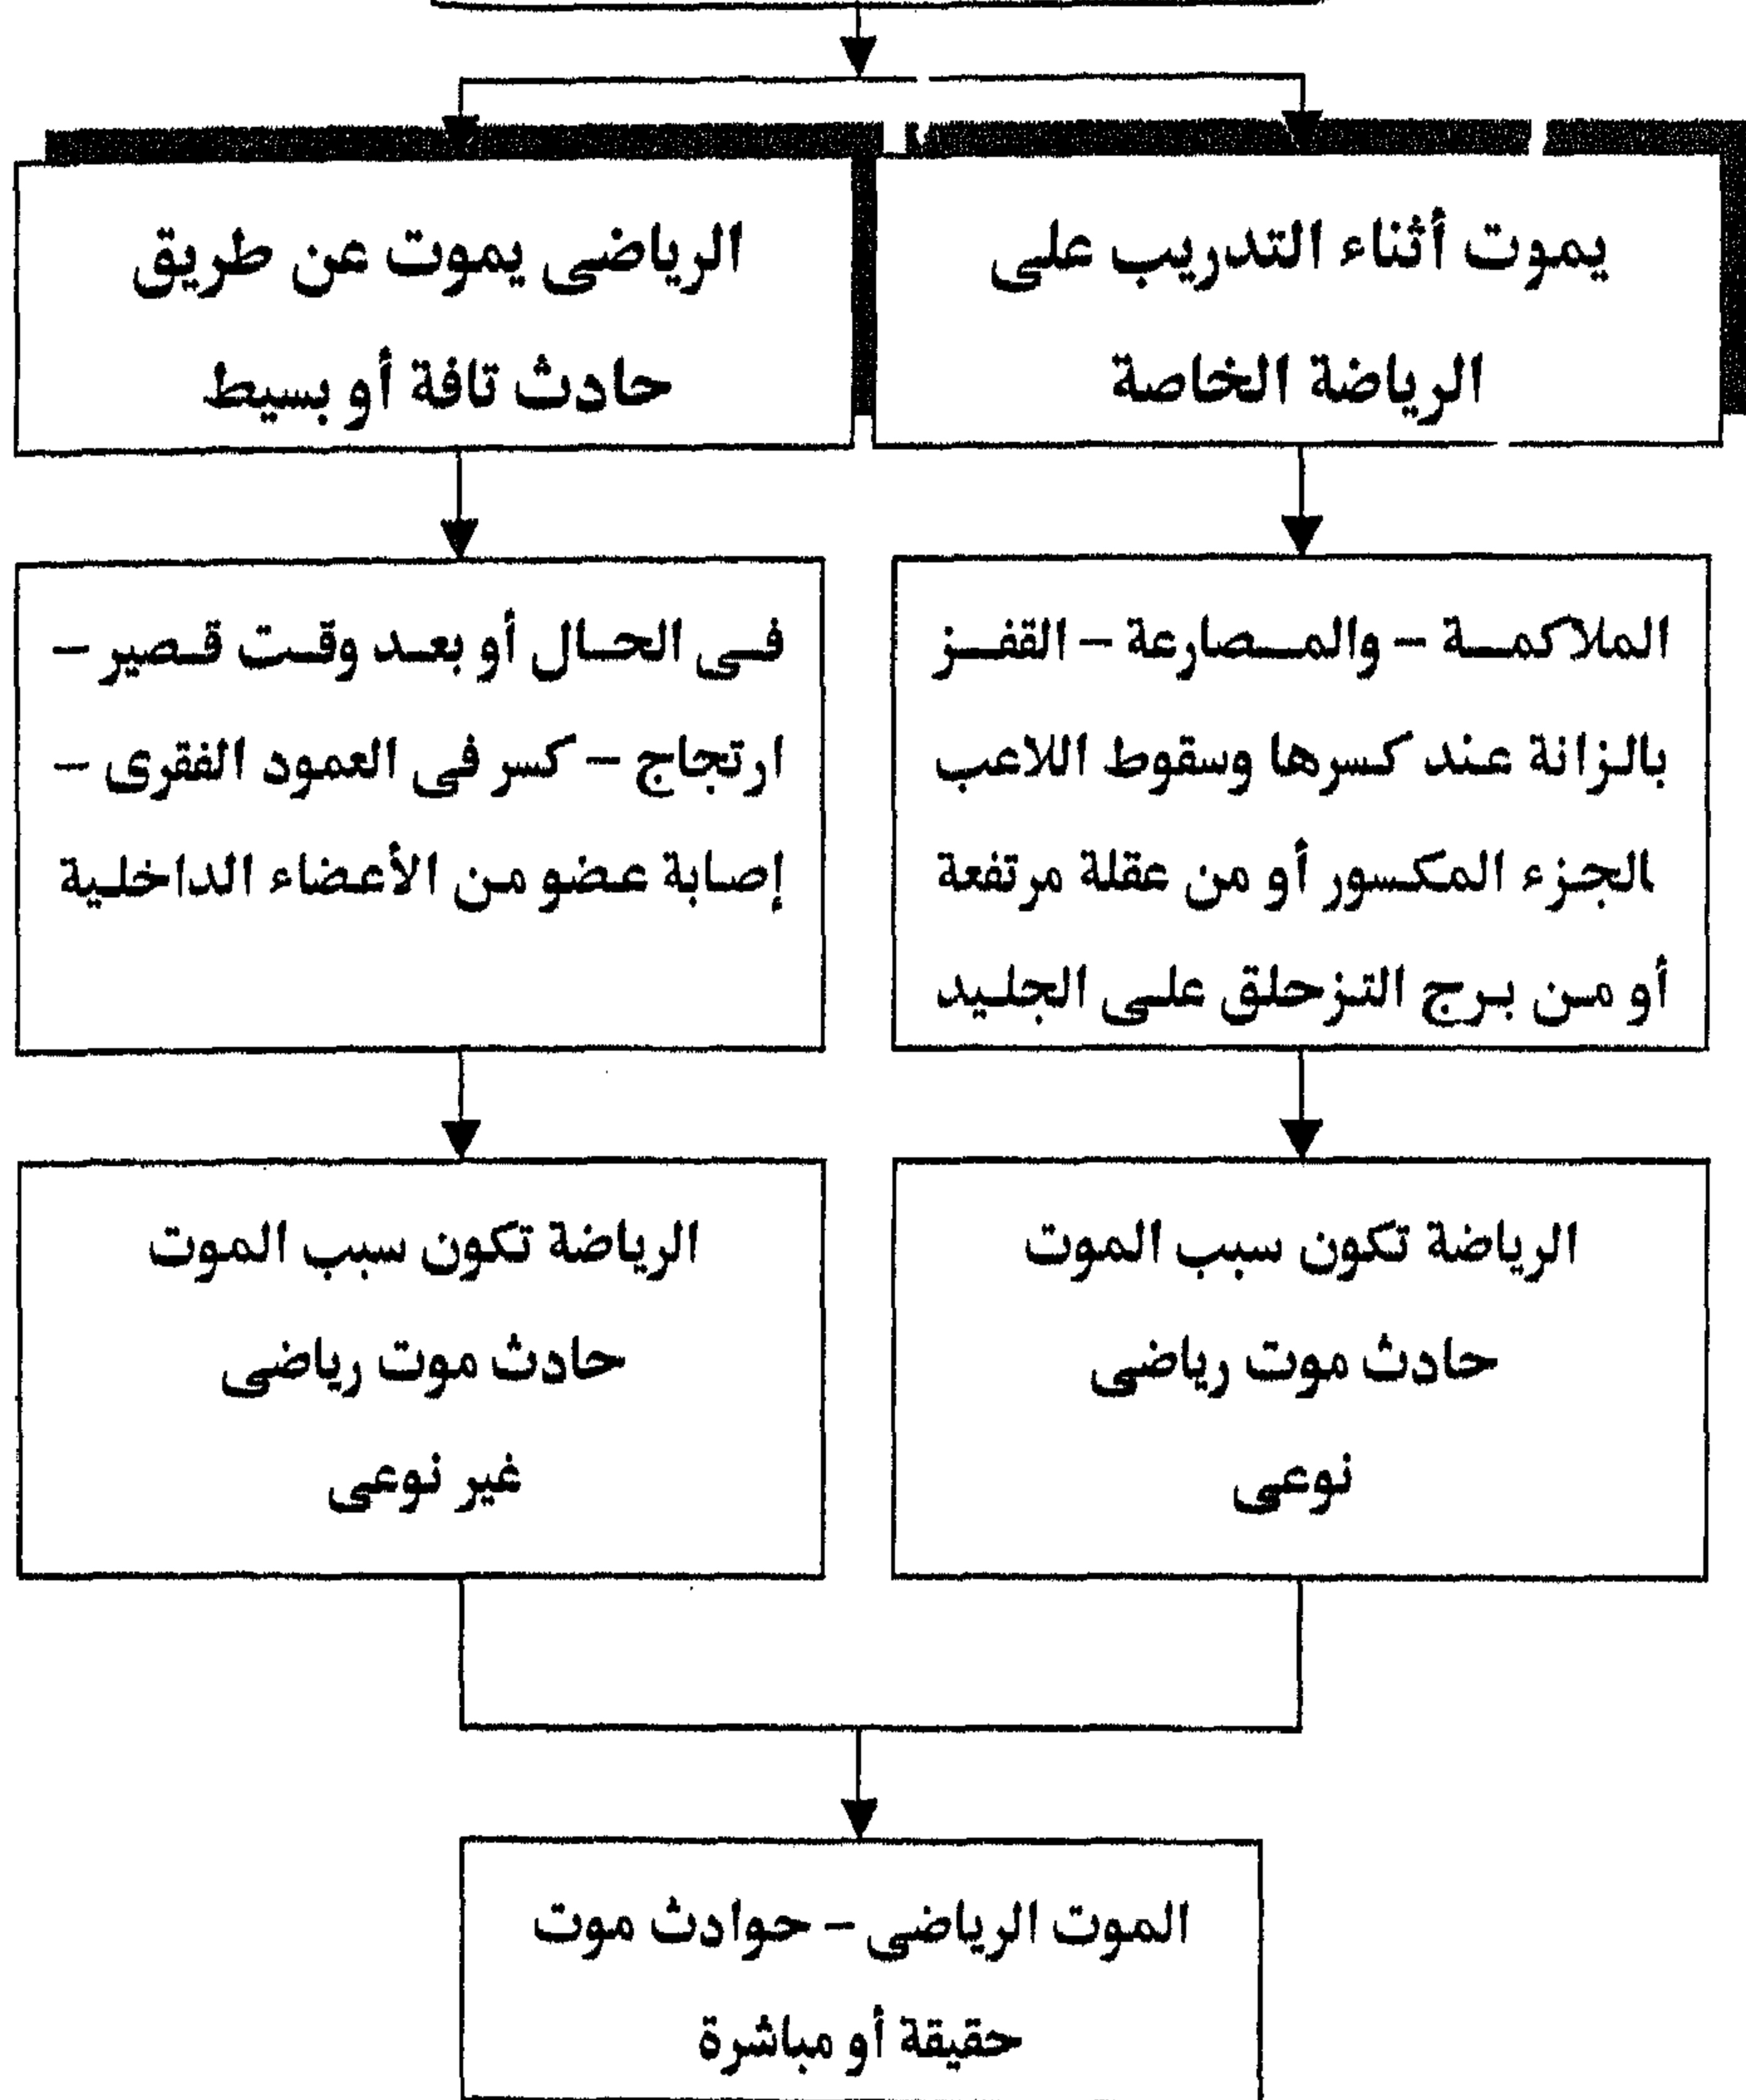 يموت أثناء التدريب على
الرياضة الخاصة
الرياضى يموت عن طريق
حادث تافة أو بسيط
الملاكمة – والمصارعة – القفز
بالزانة عند كسرها وسقوط اللاعب
بالجزء المكسور أو من عقلة مرتفعة
أو من برج التزحلق على الجليد
فى الحال أو بعد وقت قصير –
ارتجاج – كسر فى العمود الفقرى –
إصابة عضو من الأعضاء الداخلية
الرياضة تكون سبب الموت
حادث موت رياضى
نوعى
الرياضة تكون سبب الموت
حادث موت رياضى
غير نوعى
الموت الرياضى – حوادث موت
حقيقة أو مباشرة